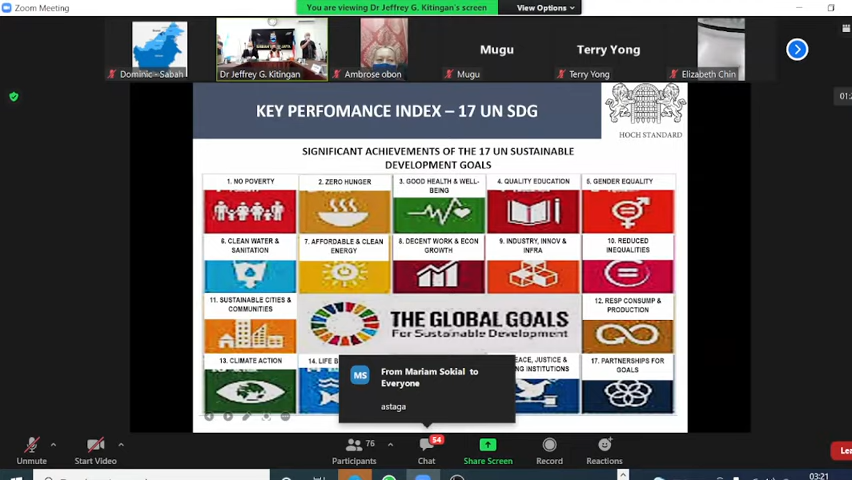 Zoom Meeting
You are viewing Dr Jeffrey G. Kitingan's screen
View Options
Dominic - Sabah
Dr Jeffrey G. Kitingan
Ambrose obon
Mugu
Mugu
Terry Yong
Terry Yong
Elizabeth Chin
KEY PERFOMANCE INDEX – 17 UN SDG
HOCH STANDARD
SIGNIFICANT ACHIEVEMENTS OF THE 17 UN SUSTAINABLE
DEVELOPMENT GOALS
1. NO POVERTY
2. ZERO HUNGER
3. GOOD HEALTH & WELL-
BEING
4. QUALITY EDUCATION
5. GENDER EQUALITY
6. CLEAN WATER &
SANITATION
7. AFFORDABLE & CLEAN
ENERGY
8. DECENT WORK & ECON
GROWTH
9. INDUSTRY, INNOV &
INFRA
10. REDUCED
INEQUALITIES
11. SUSTAINABLE CITIES &
COMMUNITIES
THE GLOBAL GOALS
For Sustainable Development
12. RESP CONSUMP &
PRODUCTION
13. CLIMATE ACTION
14. LIFE
JUSTICE &
INSTITUTIONS
17. PARTNERSHIPS FOR
GOALS
MS
From Mariam Sokial to
Everyone
astaga
Unmute
Start Video
76
Participants
54
Chat
Share Screen
Record
Reactions
03:21